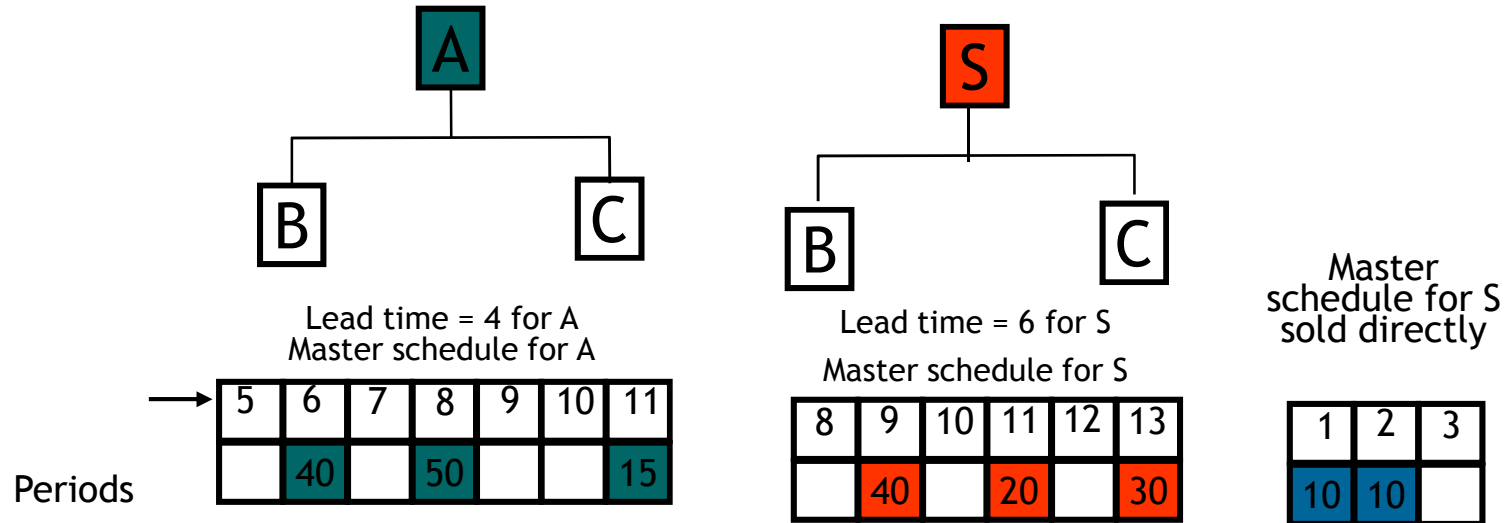 A
B
C
Lead time = 4 for A
Master schedule for A
5 6 7 8 9 10 11
40 50 15
Periods
S
B
C
Lead time = 6 for S
Master schedule for S
8 9 10 11 12 13
40 20 30
Master
schedule for S
sold directly
1 2 3
10 10